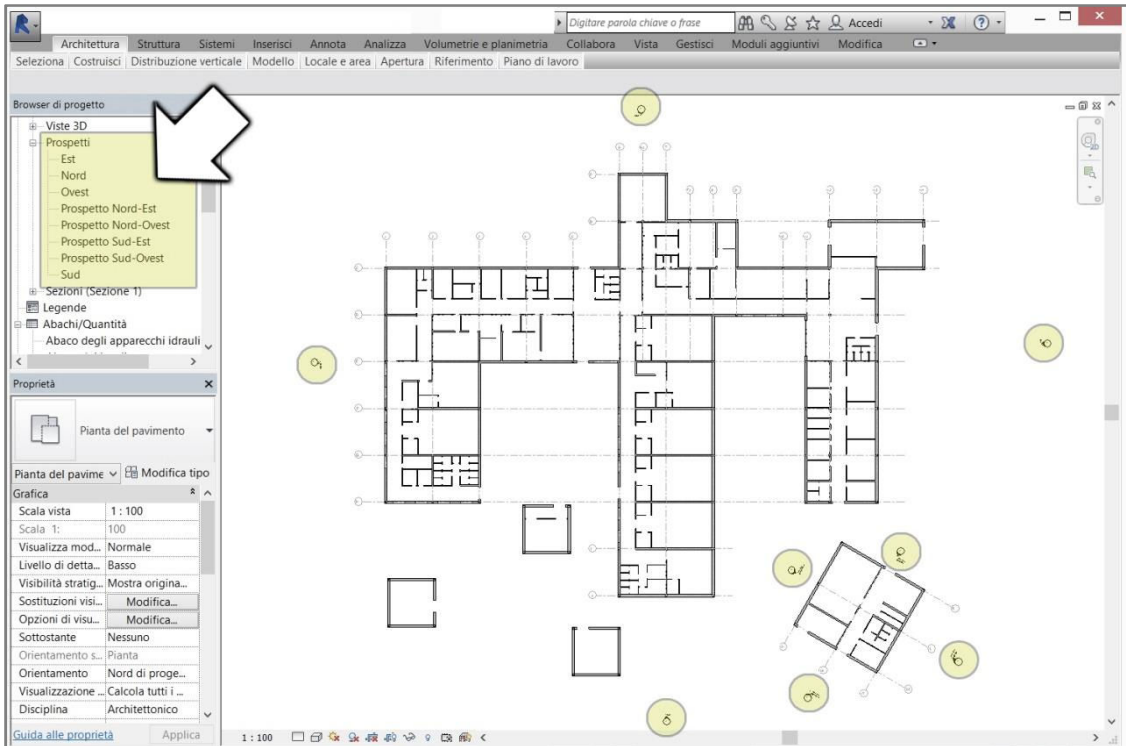 Digitare parola chiave o frase Accedi
Architettura Struttura Sistemi Inserisci Annota Analizza Volumetrie e planimetria Collabora Vista Gestisci Moduli aggiuntivi Modifica
Seleziona Costruisci Distribuzione verticale Modello Locale e area Apertura Riferimento Piano di lavoro
Browser di progetto
Viste 3D
Prospetti
Est
Nord
Ovest
Prospetto Nord-Est
Prospetto Nord-Ovest
Prospetto Sud-Est
Prospetto Sud-Ovest
Sud
Sezioni (Sezione 1)
Legende
Abachi/Quantità
Abaco degli apparecchi idrauli
Proprietà
Pianta del pavimento
Pianta del pavime Modifica tipo
Grafica
Scala vista 1 : 100
Scala 1: 100
Visualizza mod... Normale
Livello di detta... Basso
Visibilità stratig... Mostra origina...
Sostituzioni visi... Modifica...
Opzioni di visu... Modifica...
Sottostante Nessuno
Orientamento s... Pianta
Orientamento Nord di proge...
Visualizzazione ... Calcola tutti i ...
Disciplina Architettonico
Guida alle proprietà Applica
1 : 100